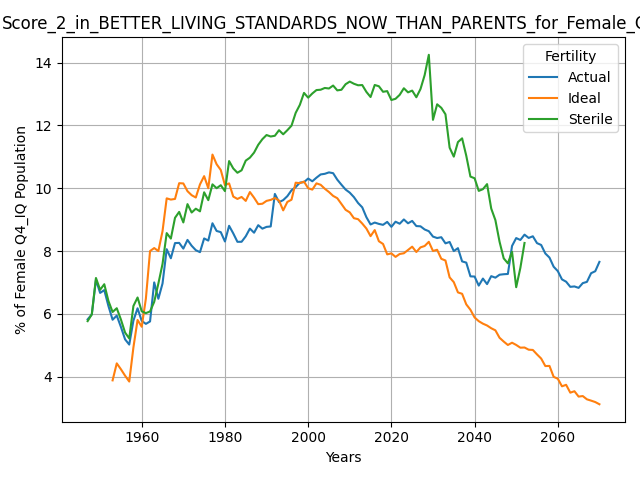 Score_2_in_BETTER_LIVING_STANDARDS_NOW_THAN_PARENTS_for_Female_
Fertility
Actual
Ideal
Sterile
% of Female Q4_IQ Population
14
12
10
8
6
4
1960 1980 2000 2020 2040 2060
Years